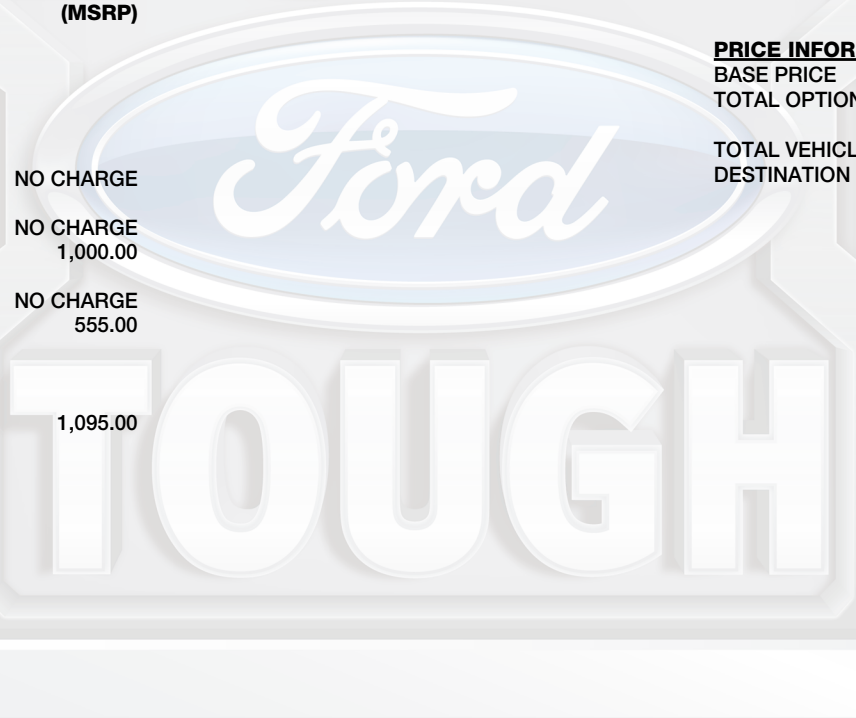 (MSRP)
NO CHARGE
NO CHARGE
1,000.00
NO CHARGE
555.00
1,095.00
PRICE INFOR
BASE PRICE
TOTAL OPTION
TOTAL VEHICL
DESTINATION
Ford
TOUGH